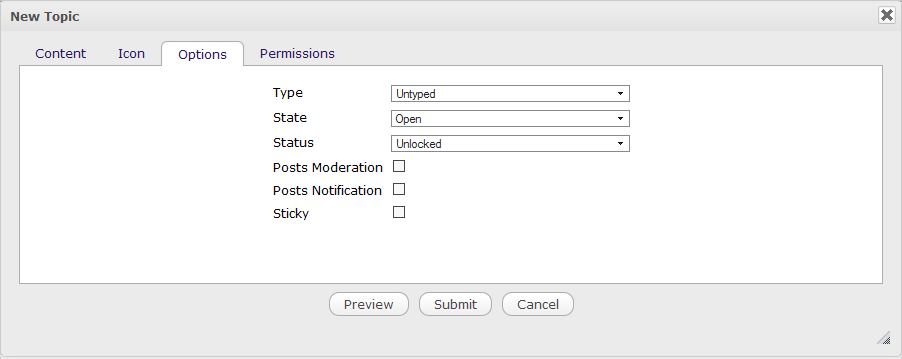 New Topic
Content Icon Options Permissions
Type Untyped
State Open
Status Unlocked
Posts Moderation
Posts Notification
Sticky
Preview Submit Cancel